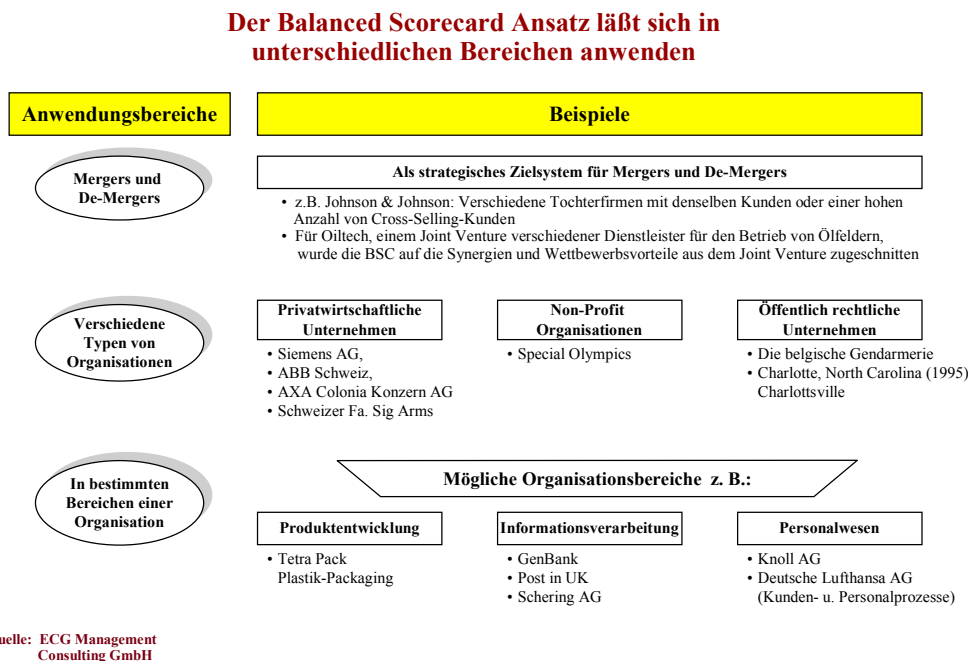 Der Balanced Scorecard Ansatz läßt sich in
unterschiedlichen Bereichen anwenden
Anwendungsbereiche
Beispiele
Mergers und
De-Mergers
Als strategisches Zielsystem für Mergers und De-Mergers
• z.B. Johnson & Johnson: Verschiedene Tochterfirmen mit denselben Kunden oder einer hohen
Anzahl von Cross-Selling-Kunden
• Für Oiltech, einem Joint Venture verschiedener Dienstleister für den Betrieb von Ölfeldern,
wurde die BSC auf die Synergien und Wettbewerbsvorteile aus dem Joint Venture zugeschnitten
Verschiedene
Typen von
Organisationen
Privatwirtschaftliche
Unternehmen
• Siemens AG,
• ABB Schweiz,
• AXA Colonia Konzern AG
• Schweizer Fa. Sig Arms
Non-Profit
Organisationen
• Special Olympics
Öffentlich rechtliche
Unternehmen
• Die belgische Gendarmerie
• Charlotte, North Carolina (1995)
Charlottsville
In bestimmten
Bereichen einer
Organisation
Mögliche Organisationsbereiche z. B.:
Produktentwicklung
• Tetra Pack
Plastik-Packaging
Informationsverarbeitung
• GenBank
• Post in UK
• Schering AG
Personalwesen
• Knoll AG
• Deutsche Lufthansa AG
(Kunden- u. Personalprozesse)
uelle: ECG Management
Consulting GmbH